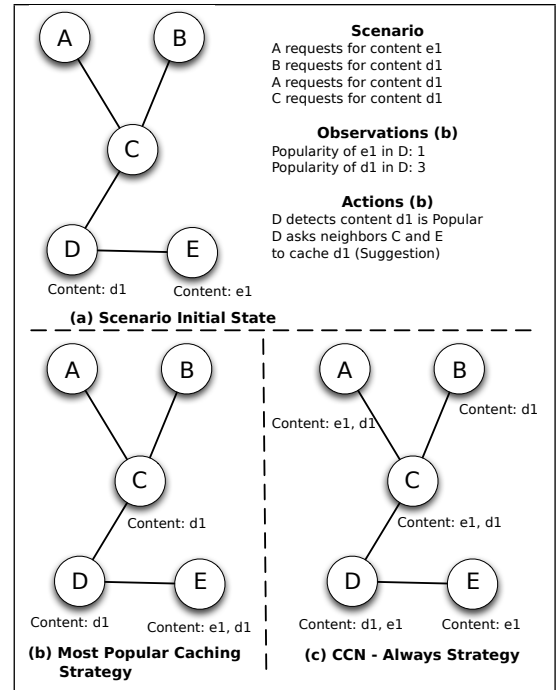 A
B
C
D
E
Content: d1
Content: e1
(a) Scenario Initial State
Scenario
A requests for content e1
B requests for content d1
A requests for content d1
C requests for content d1
Observations (b)
Popularity of e1 in D: 1
Popularity of d1 in D: 3
Actions (b)
D detects content d1 is Popular
D asks neighbors C and E
to cache d1 (Suggestion)
A
B
C
Content: d1
D
E
Content: d1
Content: e1, d1
(b) Most Popular Caching
Strategy
A
B
Content: e1, d1
Content: d1
C
Content: e1, d1
D
E
Content: d1, e1
Content: e1
(c) CCN - Always Strategy